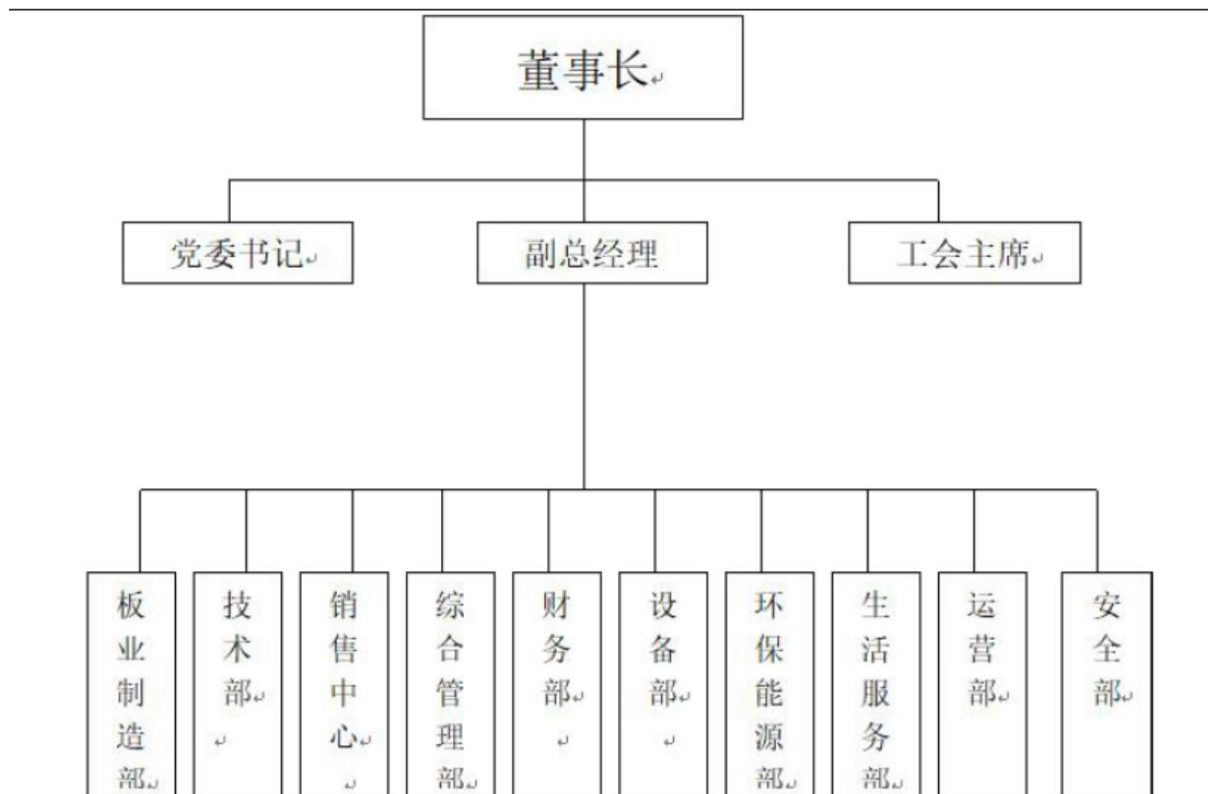 董事长
党委书记
副总经理
工会主席
板业制造部
技术部
销售中心
综合管理部
财务部
设备部
环保能源部
生活服务部
运营部
安全部